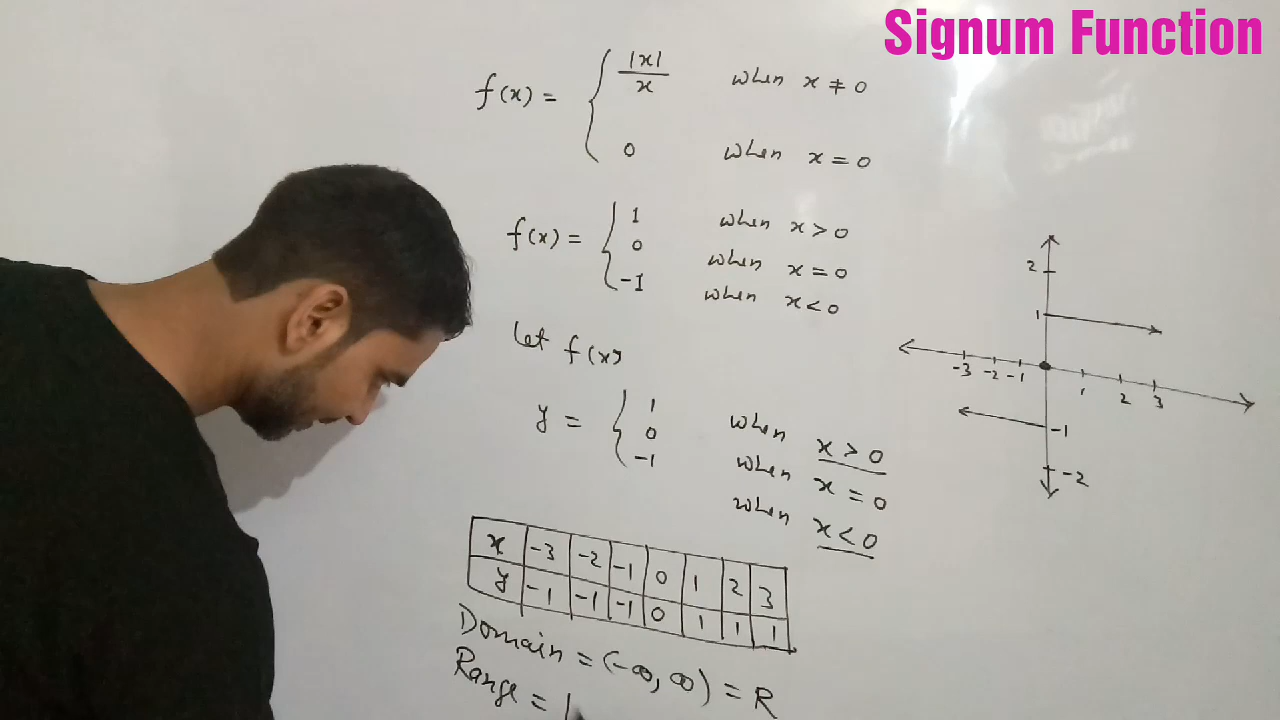 Signum Function
f(x) = { |x|/x when x ≠ 0
0 when x = 0
f(x) = { 1 when x > 0
0 when x = 0
-1 when x < 0
let f(x)
y = { 1 when x > 0
0 when x = 0
-1 when x < 0
x -3 -2 -1 0 1 2 3
y -1 -1 -1 0 1 1 1
Domain = (-∞, ∞) = R
Range =
2
1
-3 -2 -1 1 2 3
-1
-2